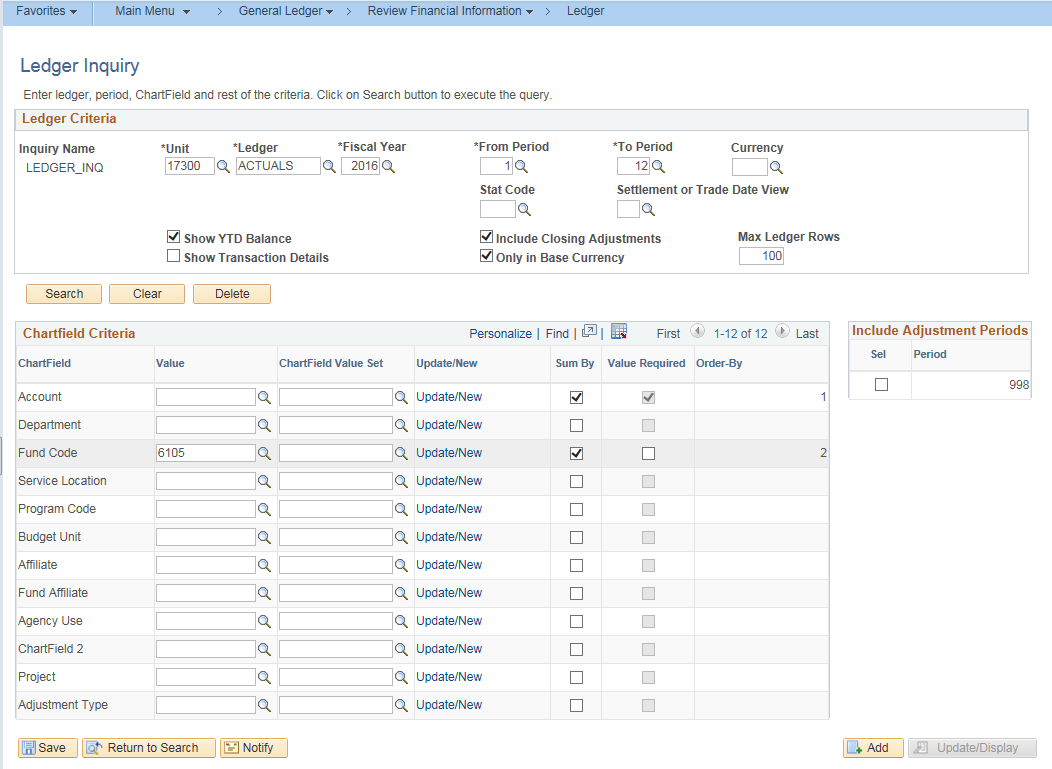 Favorites Main Menu > General Ledger > Review Financial Information > Ledger
Ledger Inquiry
Enter ledger, period, ChartField and rest of the criteria. Click on Search button to execute the query.
Ledger Criteria
Inquiry Name *Unit *Ledger *Fiscal Year *From Period *To Period Currency
LEDGER_INQ 17300 ACTUALS 2016 1 12
Stat Code Settlement or Trade Date View
Show YTD Balance Include Closing Adjustments Max Ledger Rows
Show Transaction Details Only in Base Currency 100
Search Clear Delete
Chartfield Criteria Personalize | Find | | First 1-12 of 12 Last
ChartField Value ChartField Value Set Update/New Sum By Value Required Order-By
Account Update/New 1
Department Update/New
Fund Code 6105 Update/New 2
Service Location Update/New
Program Code Update/New
Budget Unit Update/New
Affiliate Update/New
Fund Affiliate Update/New
Agency Use Update/New
ChartField 2 Update/New
Project Update/New
Adjustment Type Update/New
Include Adjustment Periods
Sel Period
998
Save Return to Search Notify Add Update/Display